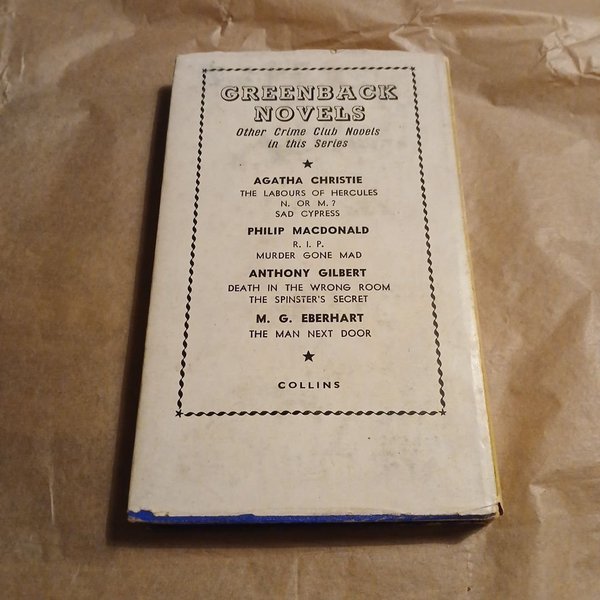 GREENBACK
NOVELS
Other Crime Club Novels
in this Series
AGATHA CHRISTIE
THE LABOURS OF HERCULES
N. OR M.?
SAD CYPRESS
PHILIP MACDONALD
R. I. P.
MURDER GONE MAD
ANTHONY GILBERT
DEATH IN THE WRONG ROOM
THE SPINSTER'S SECRET
M. G. EBERHART
THE MAN NEXT DOOR
COLLINS